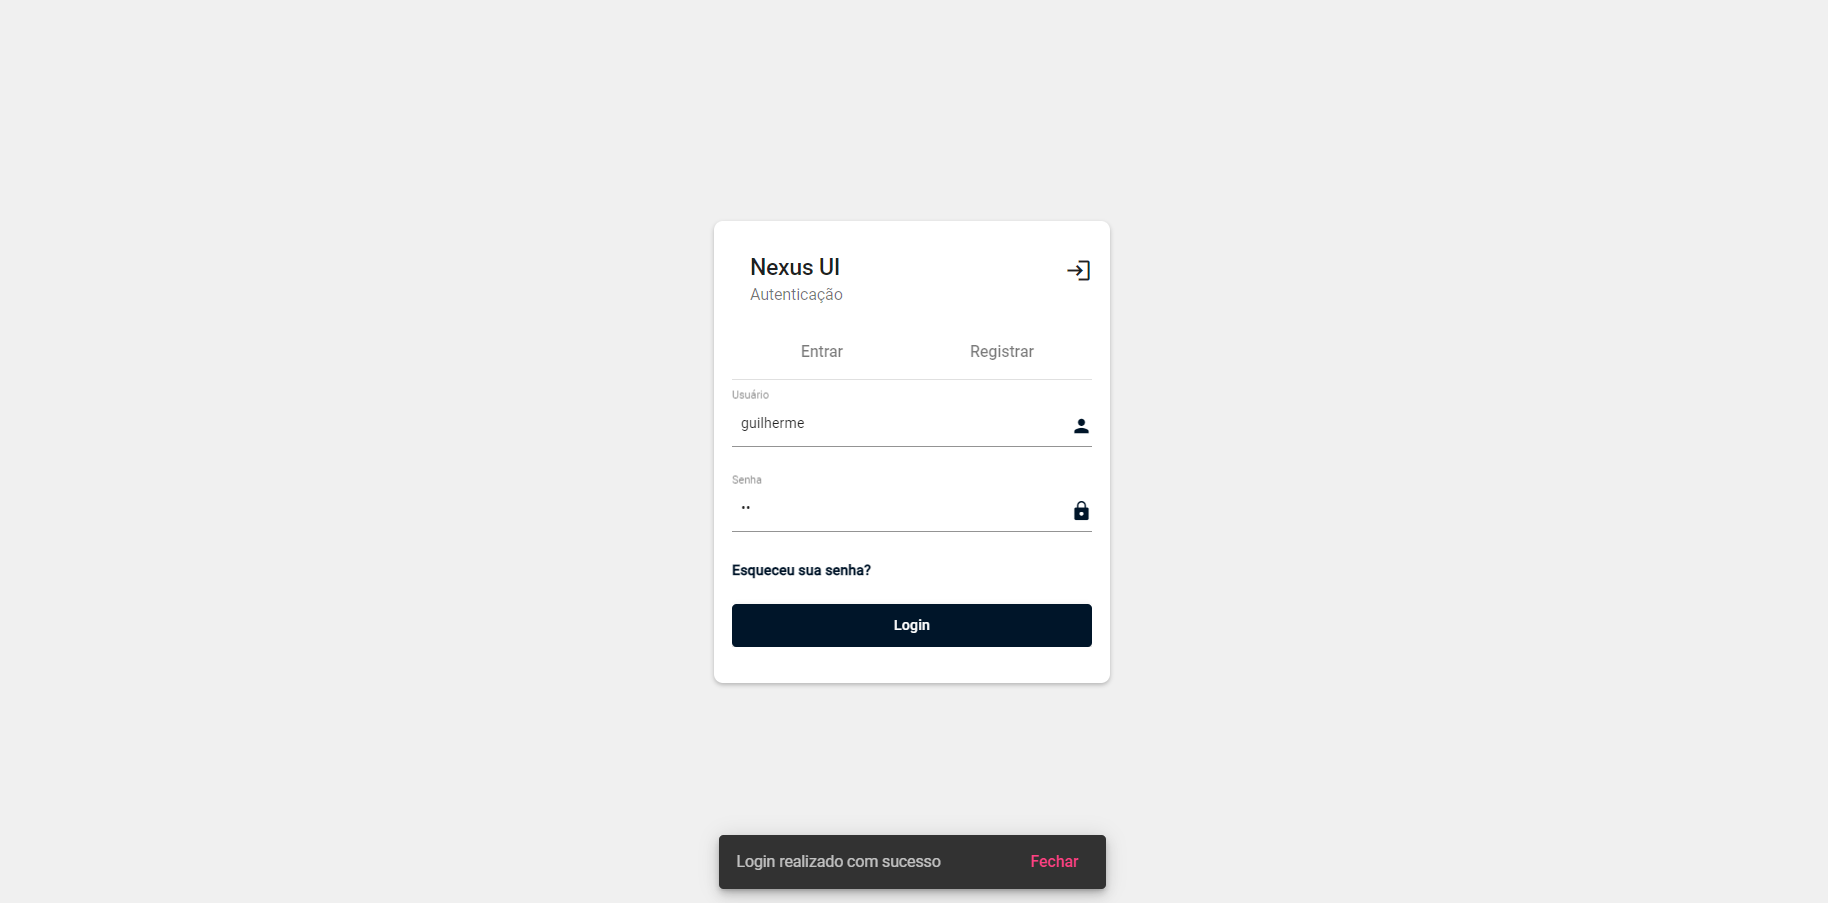 Nexus UI
Autenticação
Entrar Registrar
Usuário
guilherme
Senha
••
Esqueceu sua senha?
Login
Login realizado com sucesso Fechar